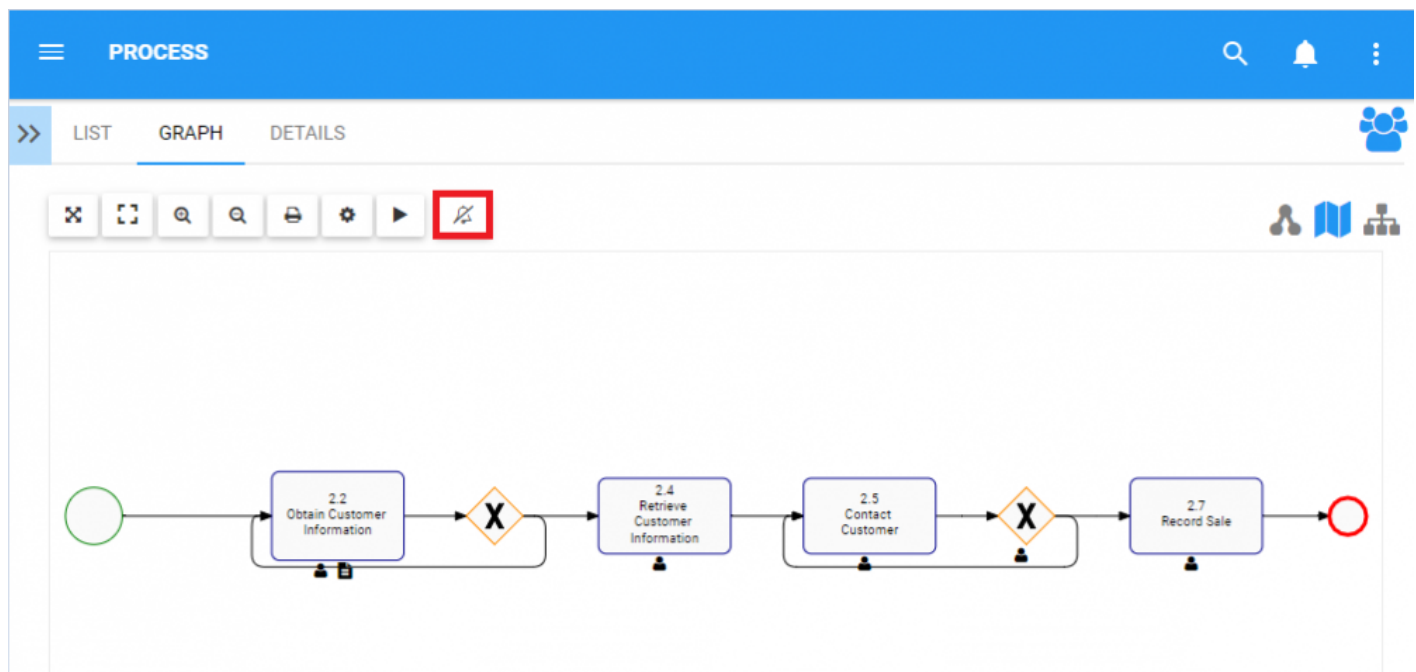 PROCESS
LIST GRAPH DETAILS
2.2
Obtain Customer
Information
X
2.4
Retrieve
Customer
Information
2.5
Contact
Customer
X
2.7
Record Sale